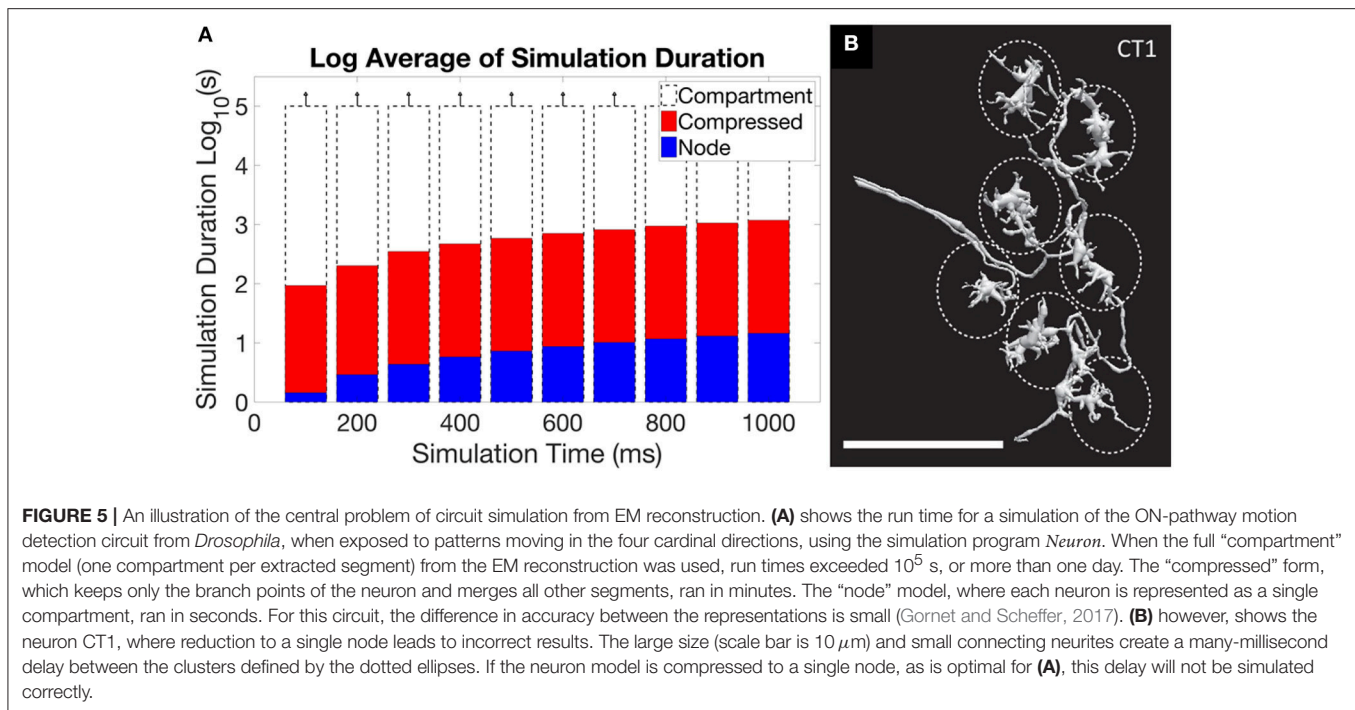 A
Log Average of Simulation Duration
Compartment
Compressed
Node
Simulation Duration Log10(s)
5
4
3
2
1
0
0 200 400 600 800 1000
Simulation Time (ms)
B
CT1
FIGURE 5 | An illustration of the central problem of circuit simulation from EM reconstruction. (A) shows the run time for a simulation of the ON-pathway motion
detection circuit from Drosophila, when exposed to patterns moving in the four cardinal directions, using the simulation program Neuron. When the full “compartment”
model (one compartment per extracted segment) from the EM reconstruction was used, run times exceeded 10⁵ s, or more than one day. The “compressed” form,
which keeps only the branch points of the neuron and merges all other segments, ran in minutes. The “node” model, where each neuron is represented as a single
compartment, ran in seconds. For this circuit, the difference in accuracy between the representations is small (Gornet and Scheffer, 2017). (B) however, shows the
neuron CT1, where reduction to a single node leads to incorrect results. The large size (scale bar is 10 μm) and small connecting neurites create a many-millisecond
delay between the clusters defined by the dotted ellipses. If the neuron model is compressed to a single node, as is optimal for (A), this delay will not be simulated
correctly.